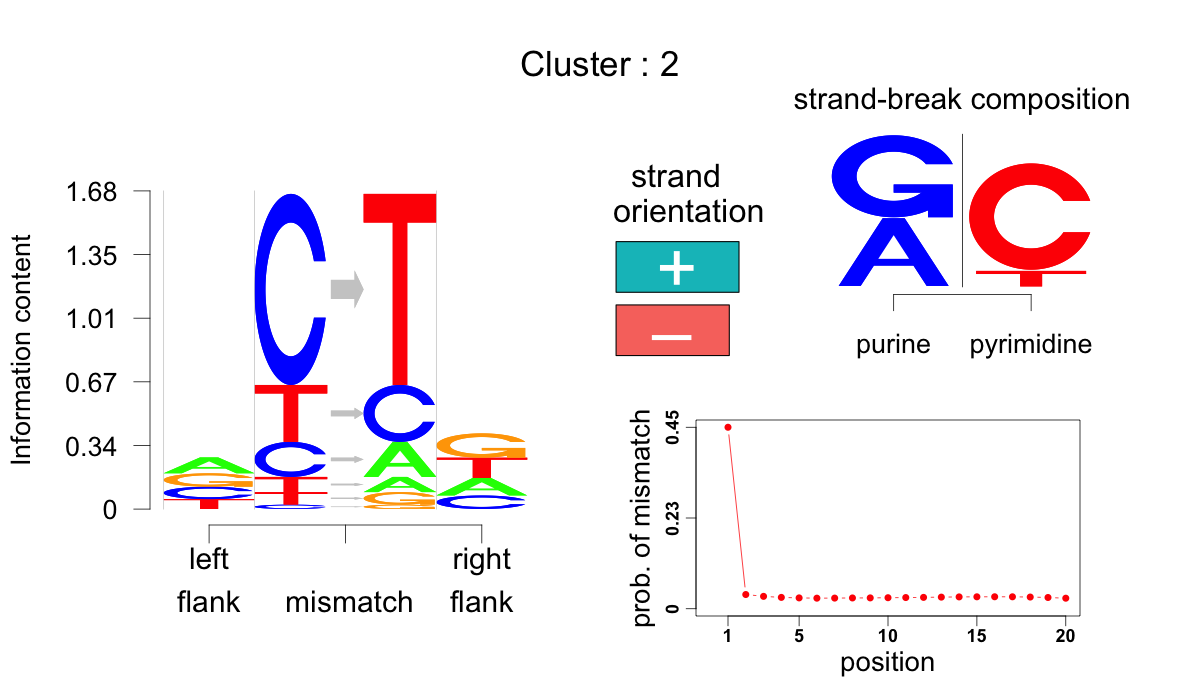 Cluster : 2
strand-break composition
G
A
C
T
purine
pyrimidine
strand
orientation
+
−
Information content
1.68
1.35
1.01
0.67
0.34
0
A
G
C
T
C
T
C
T
T
C
T
C
A
A
G
G
G
T
A
C
left
flank
mismatch
right
flank
prob. of mismatch
0.45
0.23
0
1
5
10
15
20
position